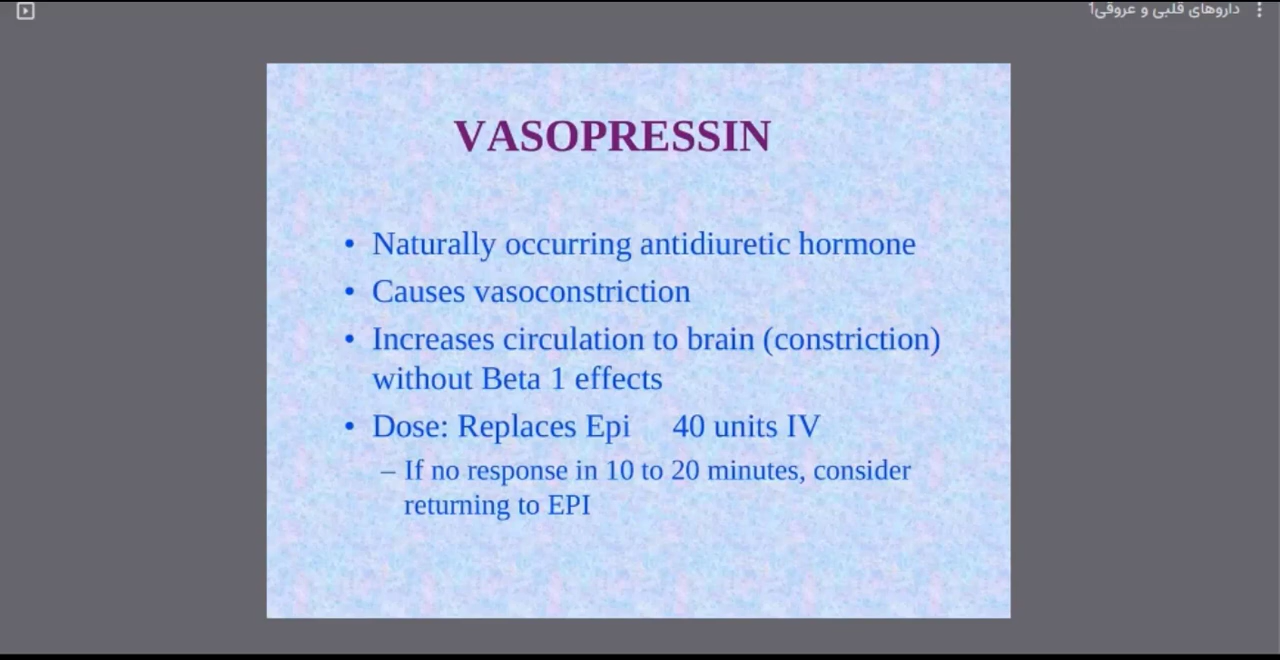 داروهای قلبی و عروقی1
VASOPRESSIN
• Naturally occurring antidiuretic hormone
• Causes vasoconstriction
• Increases circulation to brain (constriction)
without Beta 1 effects
• Dose: Replaces Epi 40 units IV
– If no response in 10 to 20 minutes, consider
returning to EPI